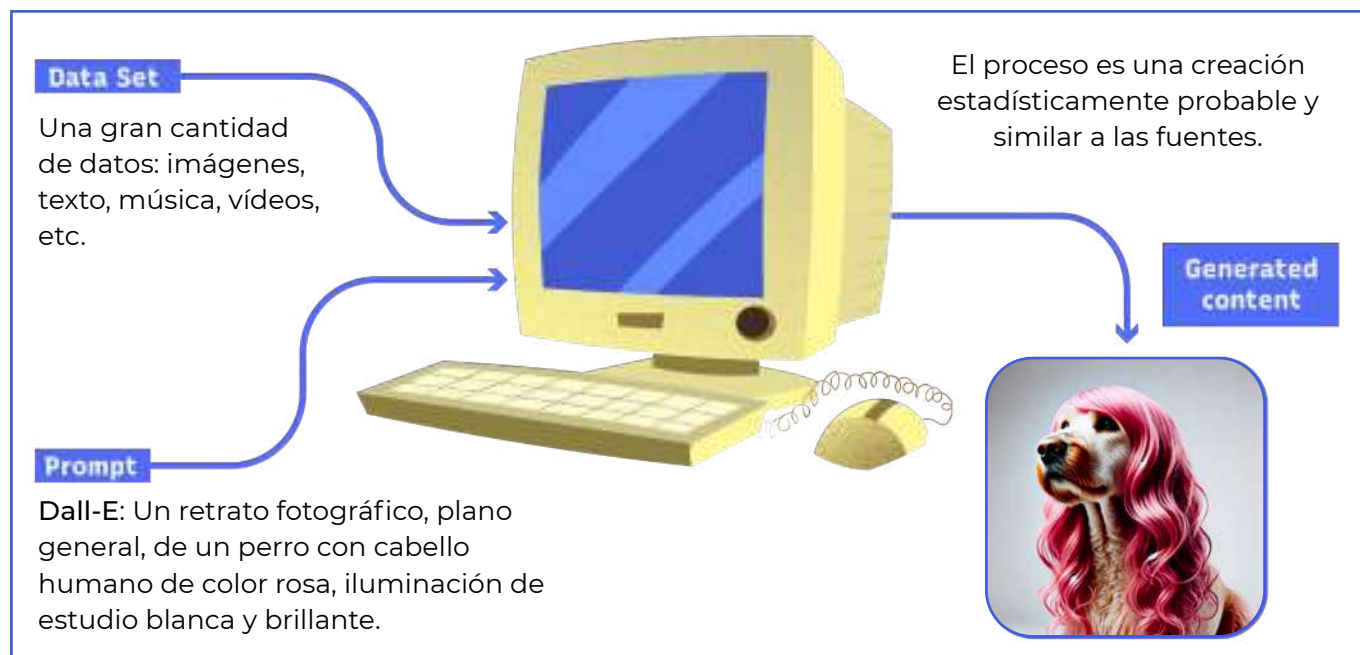 Data Set
Una gran cantidad
de datos: imágenes,
texto, música, vídeos,
etc.
Prompt
Dall-E: Un retrato fotográfico, plano
general, de un perro con cabello
humano de color rosa, iluminación de
estudio blanca y brillante.
El proceso es una creación
estadísticamente probable y
similar a las fuentes.
Generated
content